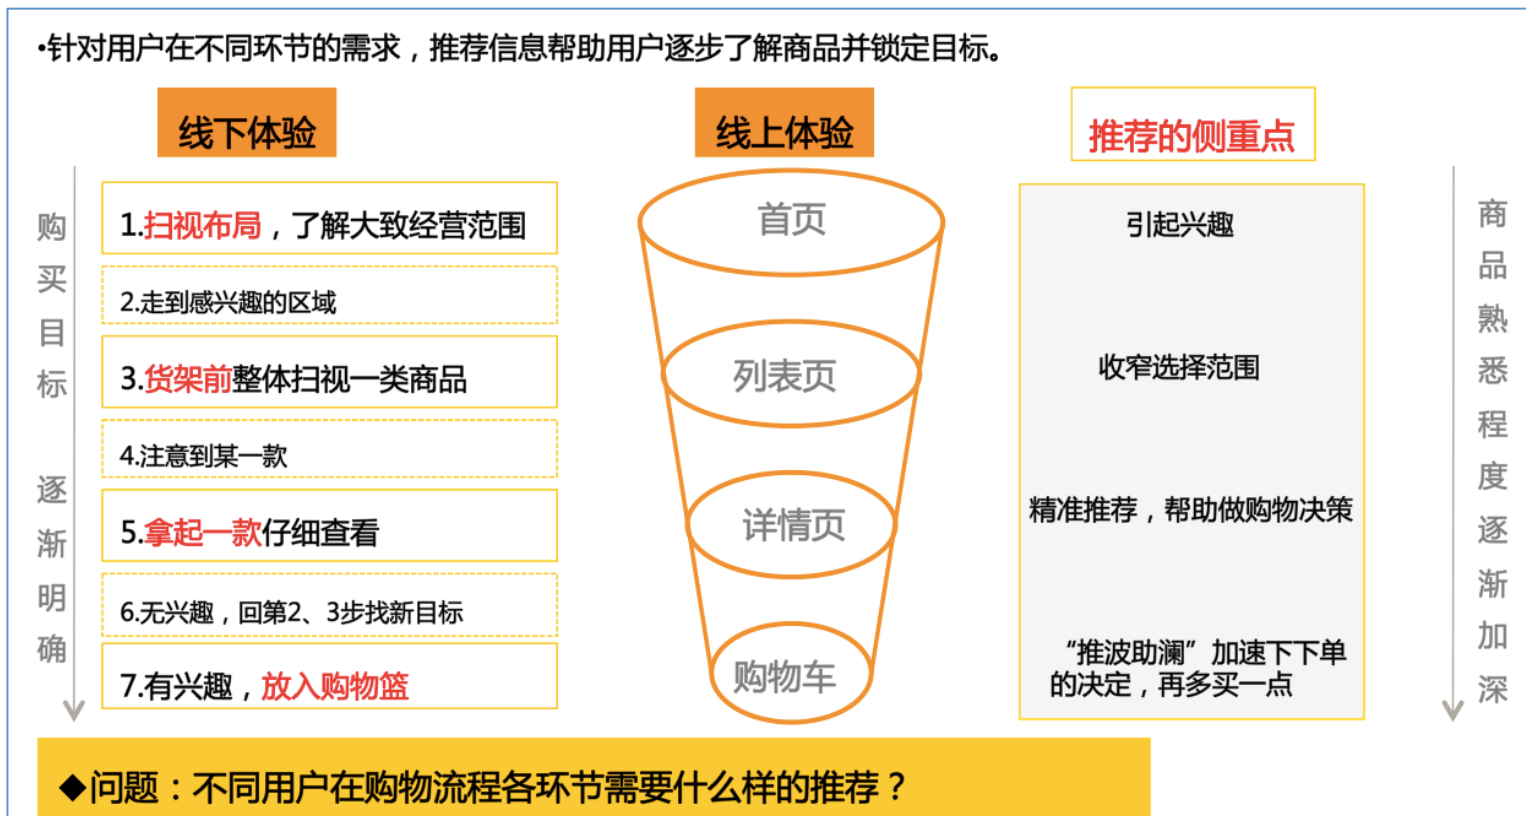 •针对用户在不同环节的需求，推荐信息帮助用户逐步了解商品并锁定目标。
线下体验
线上体验
推荐的侧重点
购买目标逐渐明确
1.扫视布局，了解大致经营范围
2.走到感兴趣的区域
3.货架前整体扫视一类商品
4.注意到某一款
5.拿起一款仔细查看
6.无兴趣，回第2、3步找新目标
7.有兴趣，放入购物篮
首页
列表页
详情页
购物车
引起兴趣
收窄选择范围
精准推荐，帮助做购物决策
“推波助澜”加速下下单
的决定，再多买一点
商品熟悉程度逐渐加深
◆问题：不同用户在购物流程各环节需要什么样的推荐？